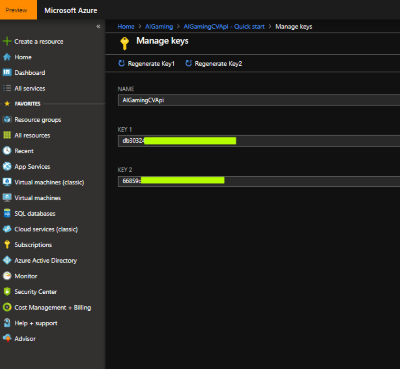 Preview Microsoft Azure
Home > AIGaming > AIGamingCVApi - Quick start > Manage keys
Manage keys
Regenerate Key1 Regenerate Key2
NAME
AIGamingCVApi
KEY 1
db3032
KEY 2
66859
Create a resource
Home
Dashboard
All services
FAVORITES
Resource groups
All resources
Recent
App Services
Virtual machines (classic)
Virtual machines
SQL databases
Cloud services (classic)
Subscriptions
Azure Active Directory
Monitor
Security Center
Cost Management + Billing
Help + support
Advisor